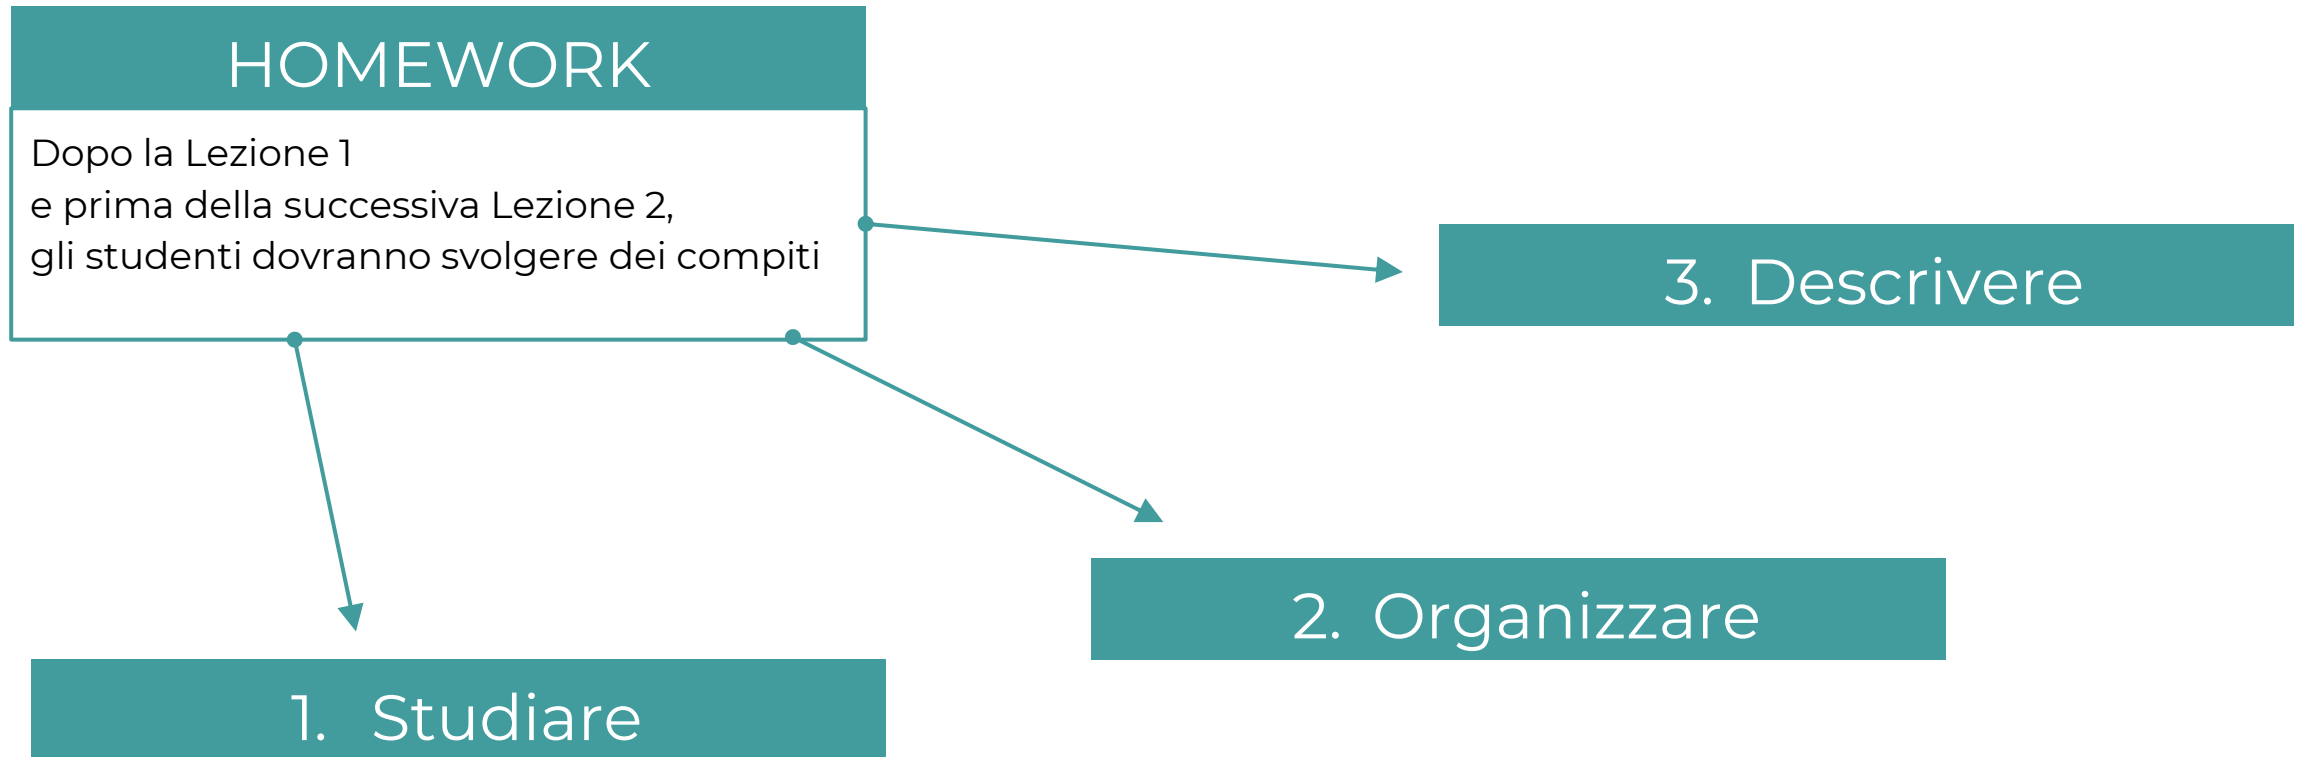 HOMEWORK
Dopo la Lezione 1
e prima della successiva Lezione 2,
gli studenti dovranno svolgere dei compiti
1. Studiare
2. Organizzare
3. Descrivere